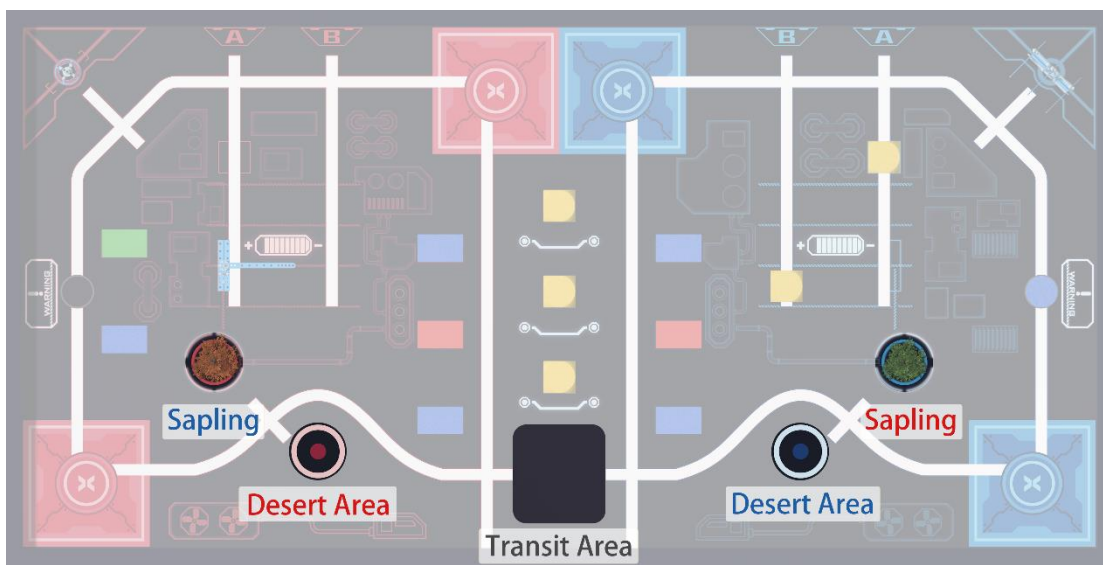 A B B A
+ - + -
WARNING
WARNING
Sapling Sapling
Desert Area Desert Area
Transit Area